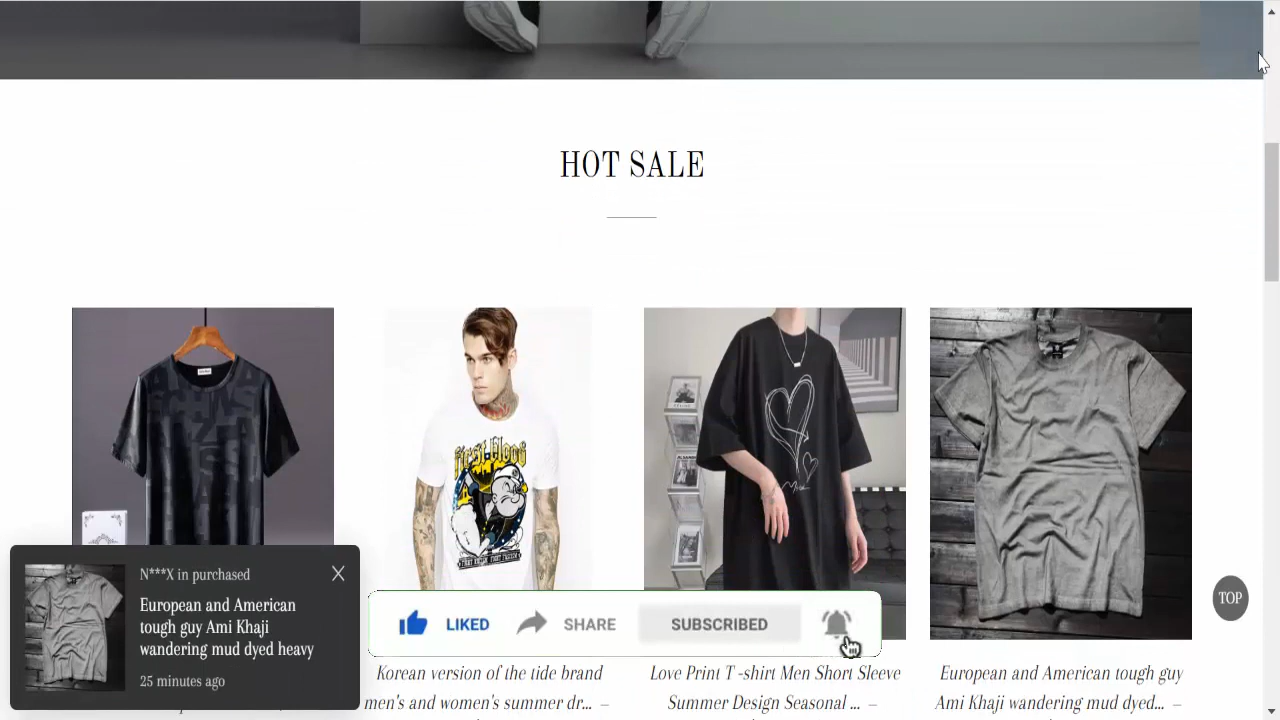 HOT SALE
first blood
N***X in purchased
European and American
tough guy Ami Khaji
wandering mud dyed heavy
25 minutes ago
LIKED
SHARE
SUBSCRIBED
TOP
Korean version of the tide brand
men's and women's summer dr... –
Love Print T -shirt Men Short Sleeve
Summer Design Seasonal ... –
European and American tough guy
Ami Khaji wandering mud dyed... –